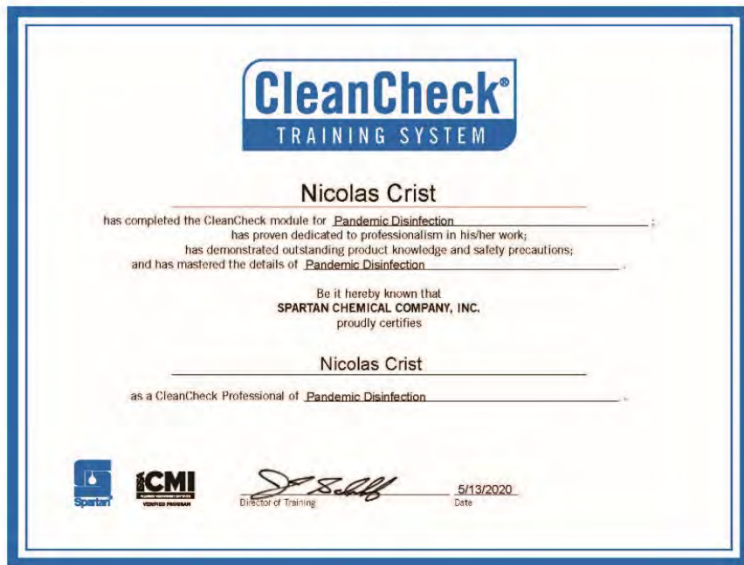 CleanCheck®
TRAINING SYSTEM
Nicolas Crist
has completed the CleanCheck module for Pandemic Disinfection ;
has proven dedicated to professionalism in his/her work;
has demonstrated outstanding product knowledge and safety precautions;
and has mastered the details of Pandemic Disinfection .
Be it hereby known that
SPARTAN CHEMICAL COMPANY, INC.
proudly certifies
Nicolas Crist
as a CleanCheck Professional of Pandemic Disinfection .
Spartan
CMI
VERIFIED PROGRAM
5/13/2020
Director of Training
Date